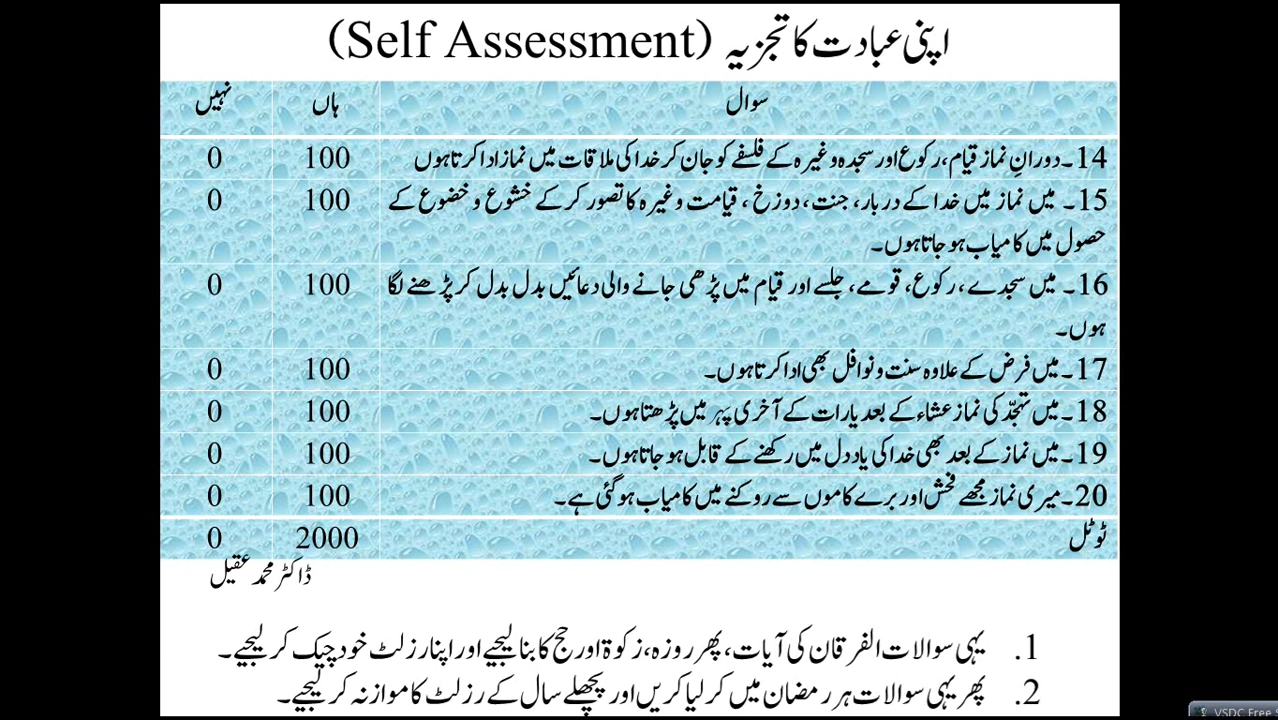 اپنی عبادت کا تجزیہ (Self Assessment)
سوال ہاں نہیں
14۔دورانِ نماز قیام،رکوع اور سجدہ وغیرہ کے فلسفے کو جان کر خدا کی ملاقات میں نماز ادا کرتا ہوں 100 0
15۔ میں نماز میں خدا کے دربار، جنت، دوزخ ، قیامت وغیرہ کا تصور کرکے خشوع و خضوع کے 100 0
حصول میں کامیاب ہو جاتا ہوں۔
16۔ میں سجدے ، رکوع، قومے، جلسے اور قیام میں پڑھی جانے والی دعائیں بدل بدل کر پڑھنے لگا 100 0
ہوں۔
17۔میں فرض کے علاوہ سنت و نوافل بھی ادا کرتا ہوں۔ 100 0
18۔میں تہجّد کی نماز عشاء کے بعد یا رات کے آخری پہر میں پڑھتا ہوں۔ 100 0
19۔میں نماز کے بعد بھی خدا کی یاد دل میں رکھنے کے قابل ہو جاتا ہوں۔ 100 0
20۔میری نماز مجھے فحش اور برے کاموں سے روکنے میں کامیاب ہو گئی ہے۔ 100 0
ٹوٹل 2000 0
ڈاکٹر محمد عقیل
1. یہی سوالات الفرقان کی آیات، پھر روزہ،زکوۃ اور حج کا بنا لیجیے اور اپنا رزلٹ خود چیک کر لیجیے۔
2. پھر یہی سوالات ہر رمضان میں کر لیا کریں اور پچھلے سال کے رزلٹ کا موازنہ کر لیجیے۔
VSDC Free S